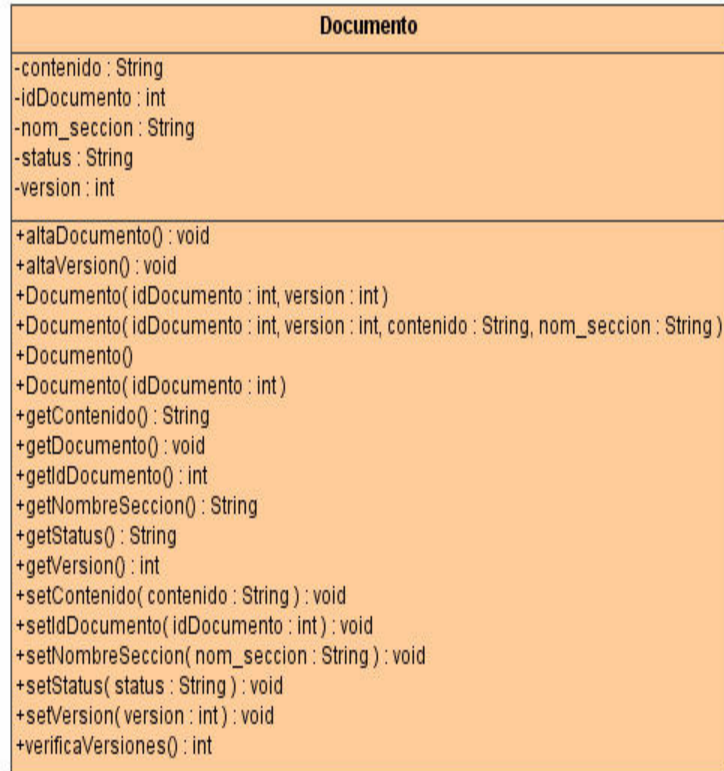 Documento
-contenido : String
-idDocumento : int
-nom_seccion : String
-status : String
-version : int
+altaDocumento() : void
+altaVersion() : void
+Documento( idDocumento : int, version : int )
+Documento( idDocumento : int, version : int, contenido : String, nom_seccion : String )
+Documento()
+Documento( idDocumento : int )
+getContenido() : String
+getDocumento() : void
+getIdDocumento() : int
+getNombreSeccion() : String
+getStatus() : String
+getVersion() : int
+setContenido( contenido : String ) : void
+setIdDocumento( idDocumento : int ) : void
+setNombreSeccion( nom_seccion : String ) : void
+setStatus( status : String ) : void
+setVersion( version : int ) : void
+verificaVersiones() : int